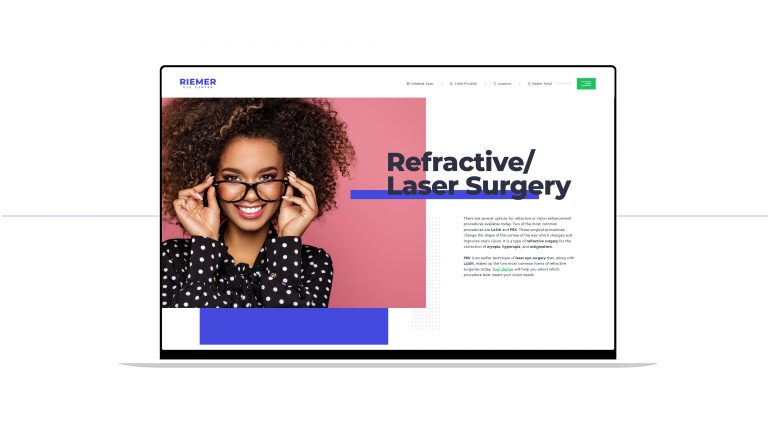 RIEMER
EYE CENTER
Schedule Exam / 1-850-974-2020 / Locations / Patient Portal
Refractive/
Laser Surgery
There are several options for refractive or vision enhancement
procedures available today. Two of the most common
procedures are LASIK and PRK. These surgical procedures
change the shape of the cornea of the eye which changes and
improves one's vision. It is a type of refractive surgery for the
correction of myopia, hyperopia, and astigmatism.
PRK is an earlier technique of laser eye surgery that, along with
LASIK, makes up the two most common forms of refractive
surgeries today. Your doctor will help you select which
procedure best meets your vision needs.